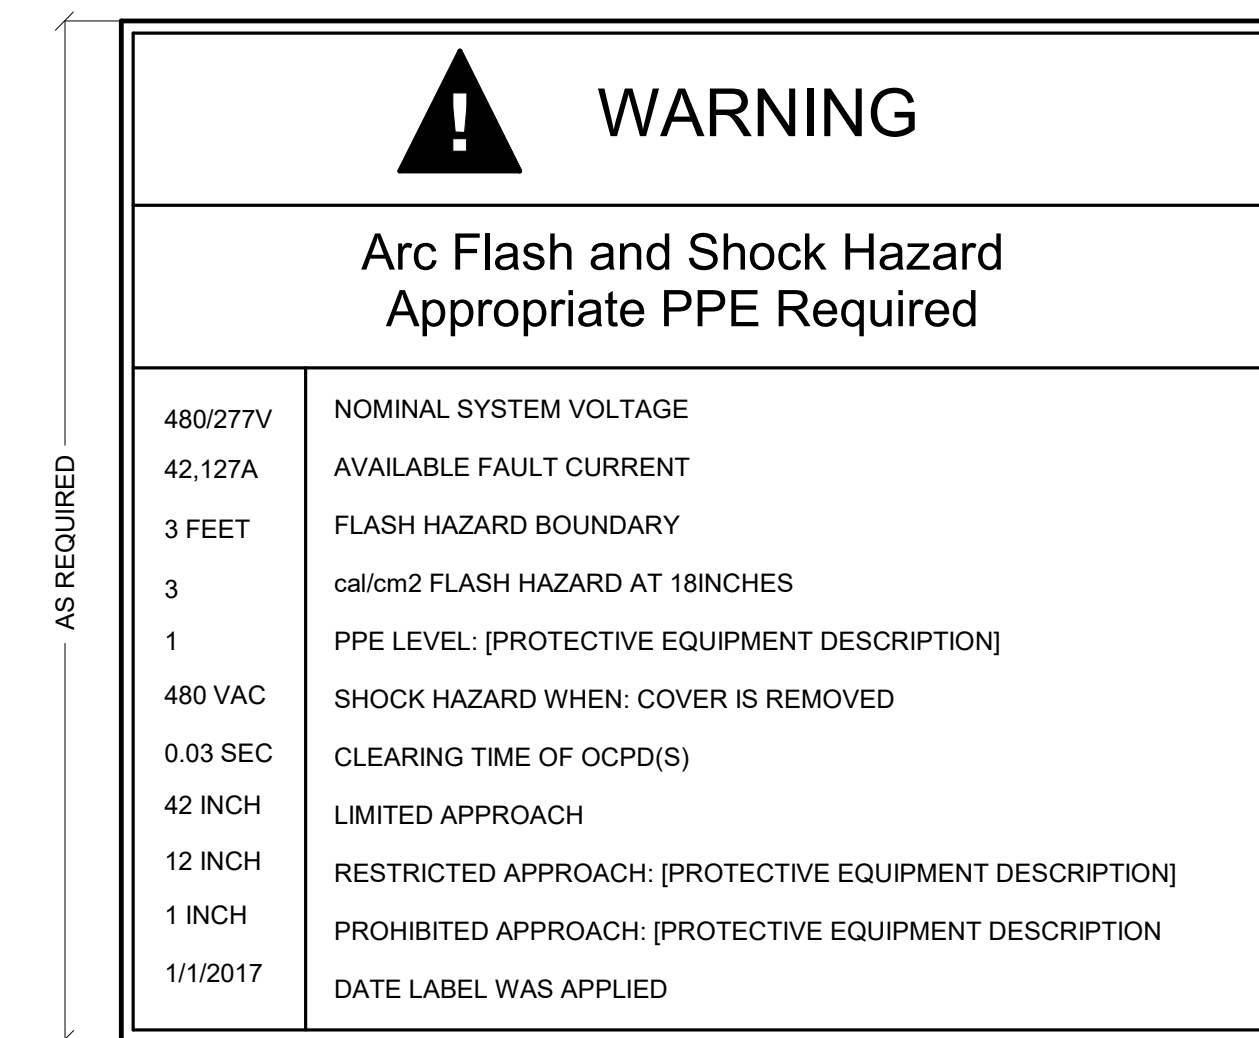 ! WARNING
Arc Flash and Shock Hazard
Appropriate PPE Required
480/277V NOMINAL SYSTEM VOLTAGE
42,127A AVAILABLE FAULT CURRENT
3 FEET FLASH HAZARD BOUNDARY
3 cal/cm2 FLASH HAZARD AT 18INCHES
1 PPE LEVEL: [PROTECTIVE EQUIPMENT DESCRIPTION]
480 VAC SHOCK HAZARD WHEN: COVER IS REMOVED
0.03 SEC CLEARING TIME OF OCPD(S)
42 INCH LIMITED APPROACH
12 INCH RESTRICTED APPROACH: [PROTECTIVE EQUIPMENT DESCRIPTION]
1 INCH PROHIBITED APPROACH: [PROTECTIVE EQUIPMENT DESCRIPTION
1/1/2017 DATE LABEL WAS APPLIED
AS REQUIRED